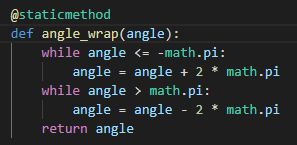 @staticmethod
def angle_wrap(angle):
    while angle <= -math.pi:
        angle = angle + 2 * math.pi
    while angle > math.pi:
        angle = angle - 2 * math.pi
    return angle